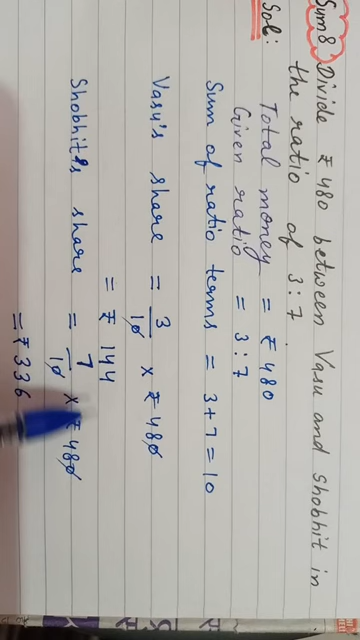 Sum 8 Divide ₹ 480 between Vasu and Shobhit in
the ratio of 3:7.
Sol: Total money = ₹ 480
Given ratio = 3:7
Sum of ratio terms = 3+7 = 10
Vasu's share = 3/10 × ₹ 480
= ₹ 144
Shobhit's share = 7/10 × ₹ 480
= ₹ 336